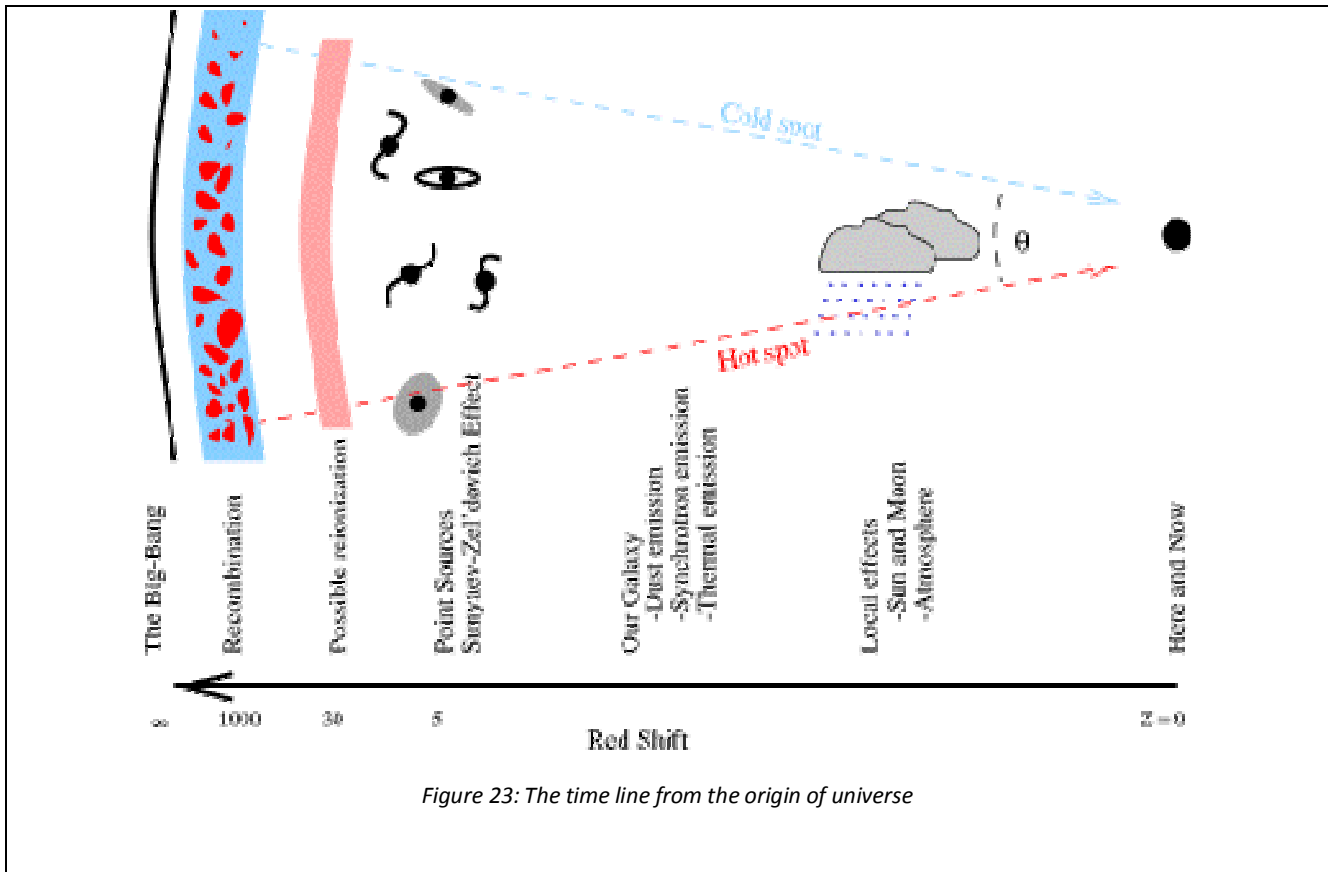 Cold spot
θ
Hot spot
The Big-Bang
Recombination
Possible reionization
Point Sources
Sunyaev-Zel'dovich Effect
Our Galaxy
-Dust emission
-Synchrotron emission
-Thermal emission
Local effects
-Sun and Moon
-Atmosphere
Here and Now
∞ 1000 30 5 Z = 0
Red Shift
Figure 23: The time line from the origin of universe